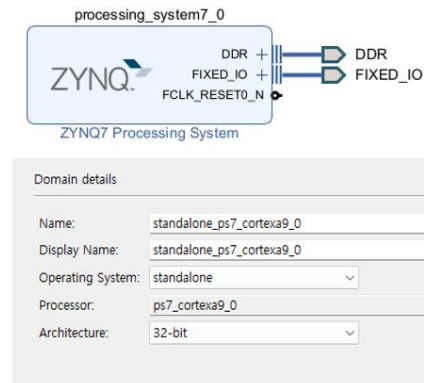 processing_system7_0
DDR
FIXED_IO
FCLK_RESET0_N
DDR
FIXED_IO
ZYNQ
ZYNQ7 Processing System
Domain details
Name: standalone_ps7_cortexa9_0
Display Name: standalone_ps7_cortexa9_0
Operating System: standalone
Processor: ps7_cortexa9_0
Architecture: 32-bit